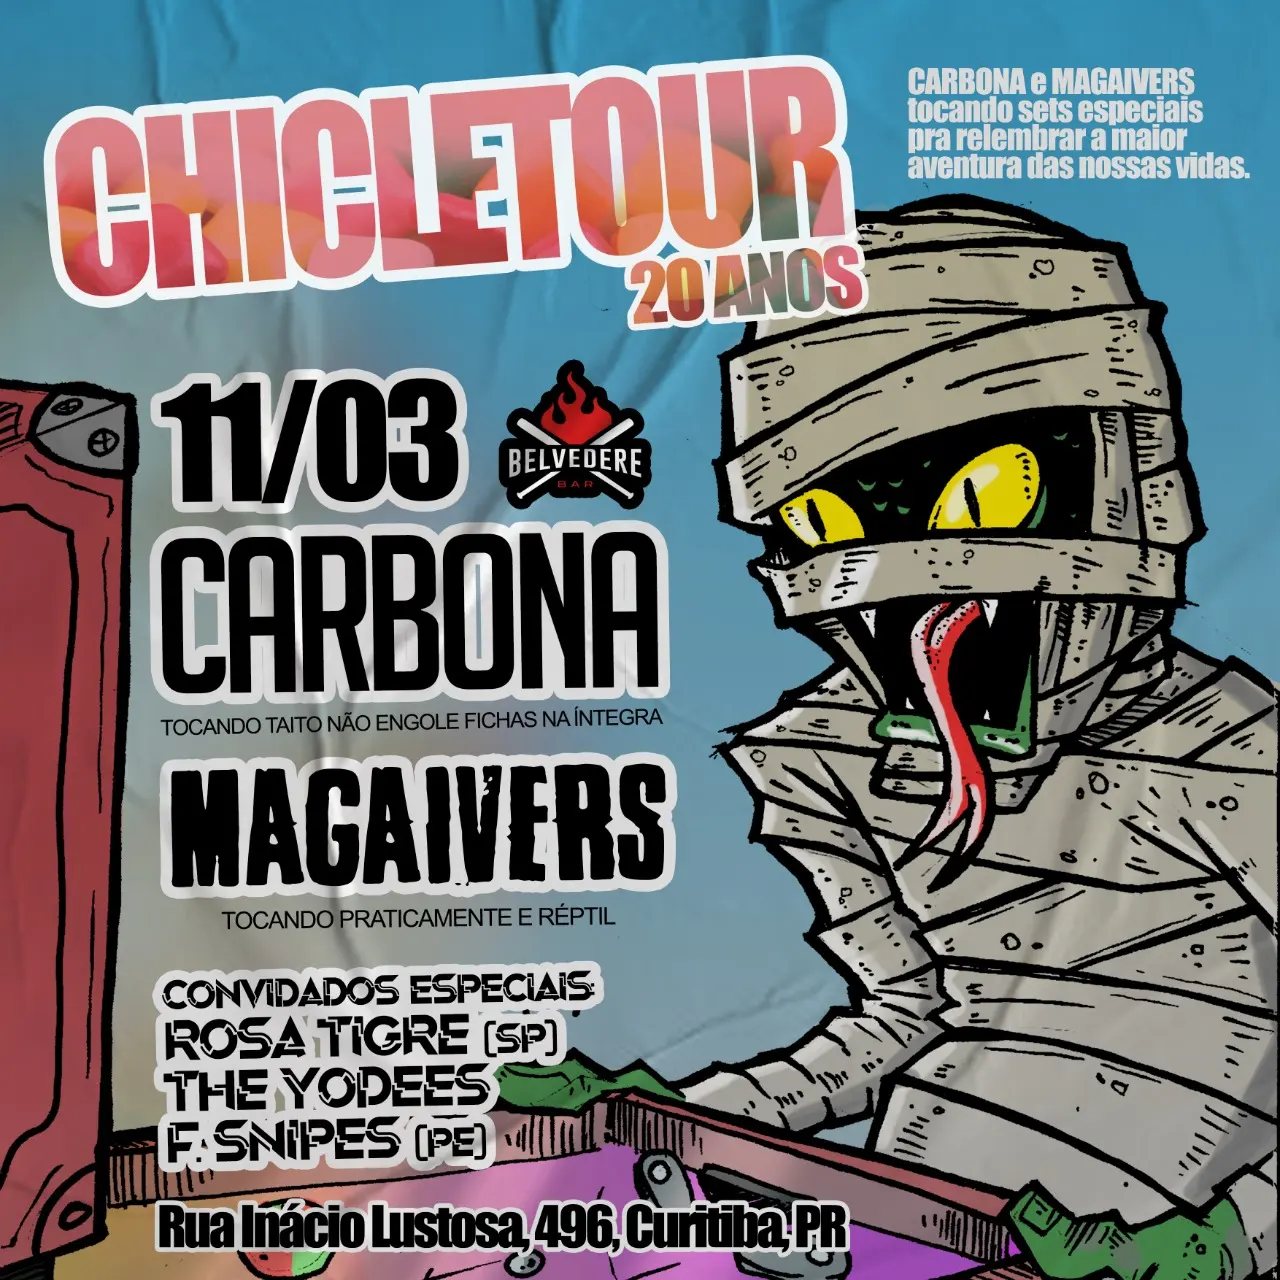 CHICLETOUR
20 ANOS
CARBONA e MAGAIVERS
tocando sets especiais
pra relembrar a maior
aventura das nossas vidas.
11/03
BELVEDERE
BAR
CARBONA
TOCANDO TAITO NÃO ENGOLE FICHAS NA ÍNTEGRA
MAGAIVERS
TOCANDO PRATICAMENTE E RÉPTIL
CONVIDADOS ESPECIAIS:
ROSA TIGRE (SP)
THE YODEES
F. SNIPES (PE)
Rua Inácio Lustosa, 496, Curitiba, PR